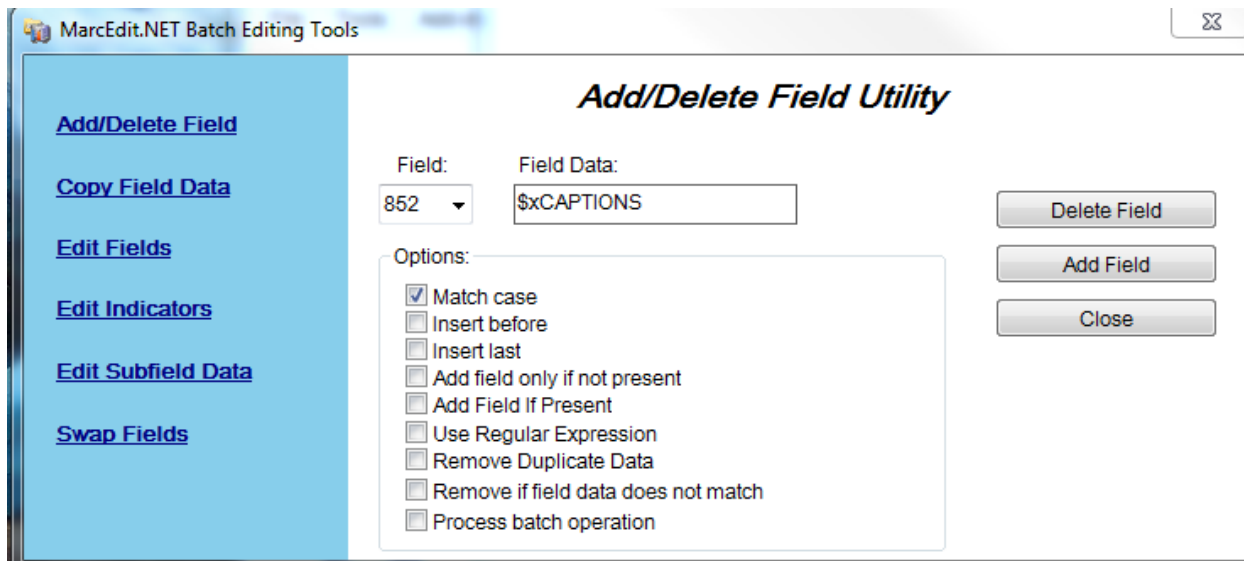 MarcEdit.NET Batch Editing Tools
Add/Delete Field
Copy Field Data
Edit Fields
Edit Indicators
Edit Subfield Data
Swap Fields
Add/Delete Field Utility
Field: Field Data:
852 $xCAPTIONS
Options:
Match case
Insert before
Insert last
Add field only if not present
Add Field If Present
Use Regular Expression
Remove Duplicate Data
Remove if field data does not match
Process batch operation
Delete Field
Add Field
Close